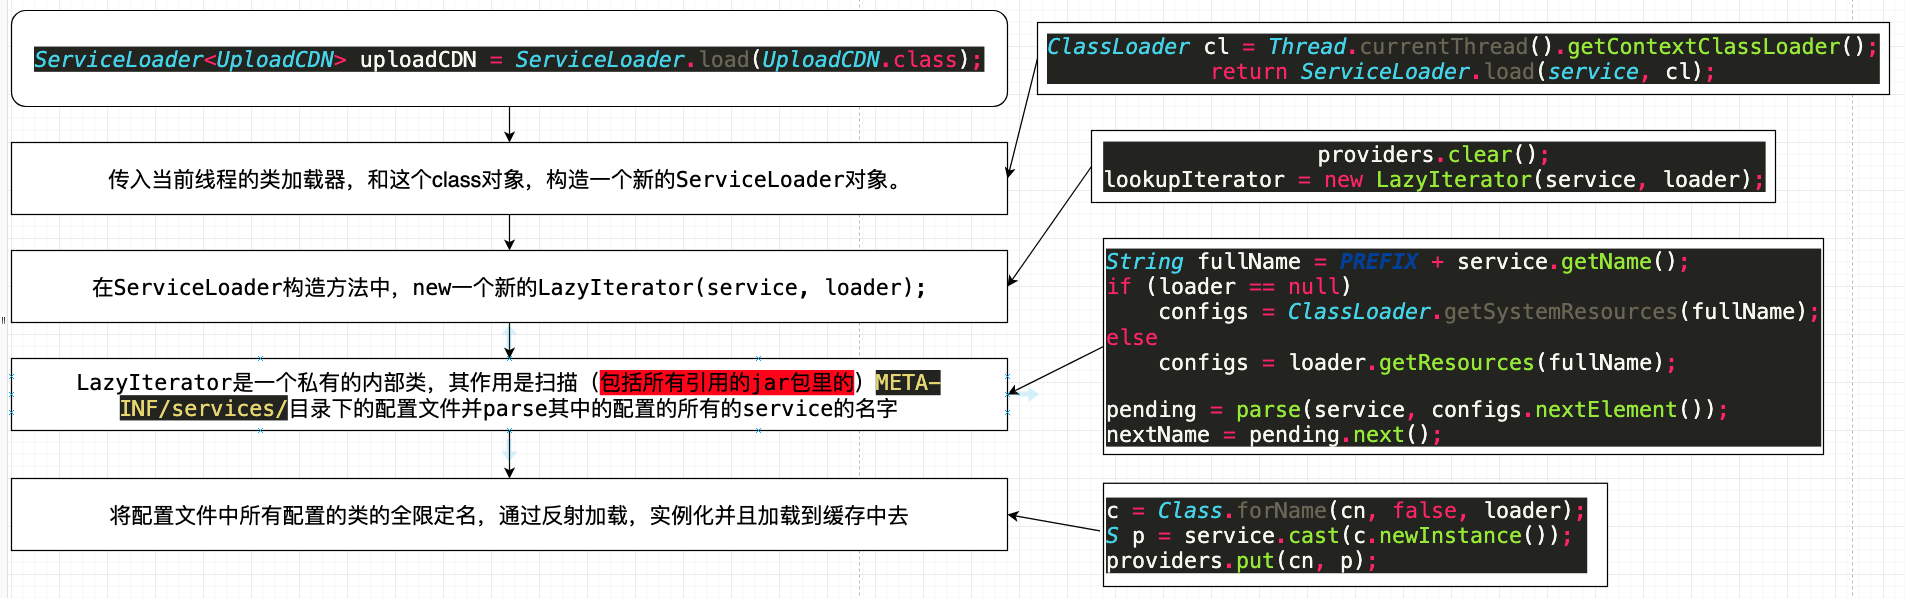 ServiceLoader<UploadCDN> uploadCDN = ServiceLoader.load(UploadCDN.class);
传入当前线程的类加载器，和这个class对象，构造一个新的ServiceLoader对象。
在ServiceLoader构造方法中，new一个新的LazyIterator(service, loader);
LazyIterator是一个私有的内部类，其作用是扫描（包括所有引用的jar包里的）META-
INF/services/目录下的配置文件并parse其中的配置的所有的service的名字
将配置文件中所有配置的类的全限定名，通过反射加载，实例化并且加载到缓存中去
ClassLoader cl = Thread.currentThread().getContextClassLoader();
return ServiceLoader.load(service, cl);
providers.clear();
lookupIterator = new LazyIterator(service, loader);
String fullName = PREFIX + service.getName();
if (loader == null)
configs = ClassLoader.getSystemResources(fullName);
else
configs = loader.getResources(fullName);
pending = parse(service, configs.nextElement());
nextName = pending.next();
c = Class.forName(cn, false, loader);
S p = service.cast(c.newInstance());
providers.put(cn, p);